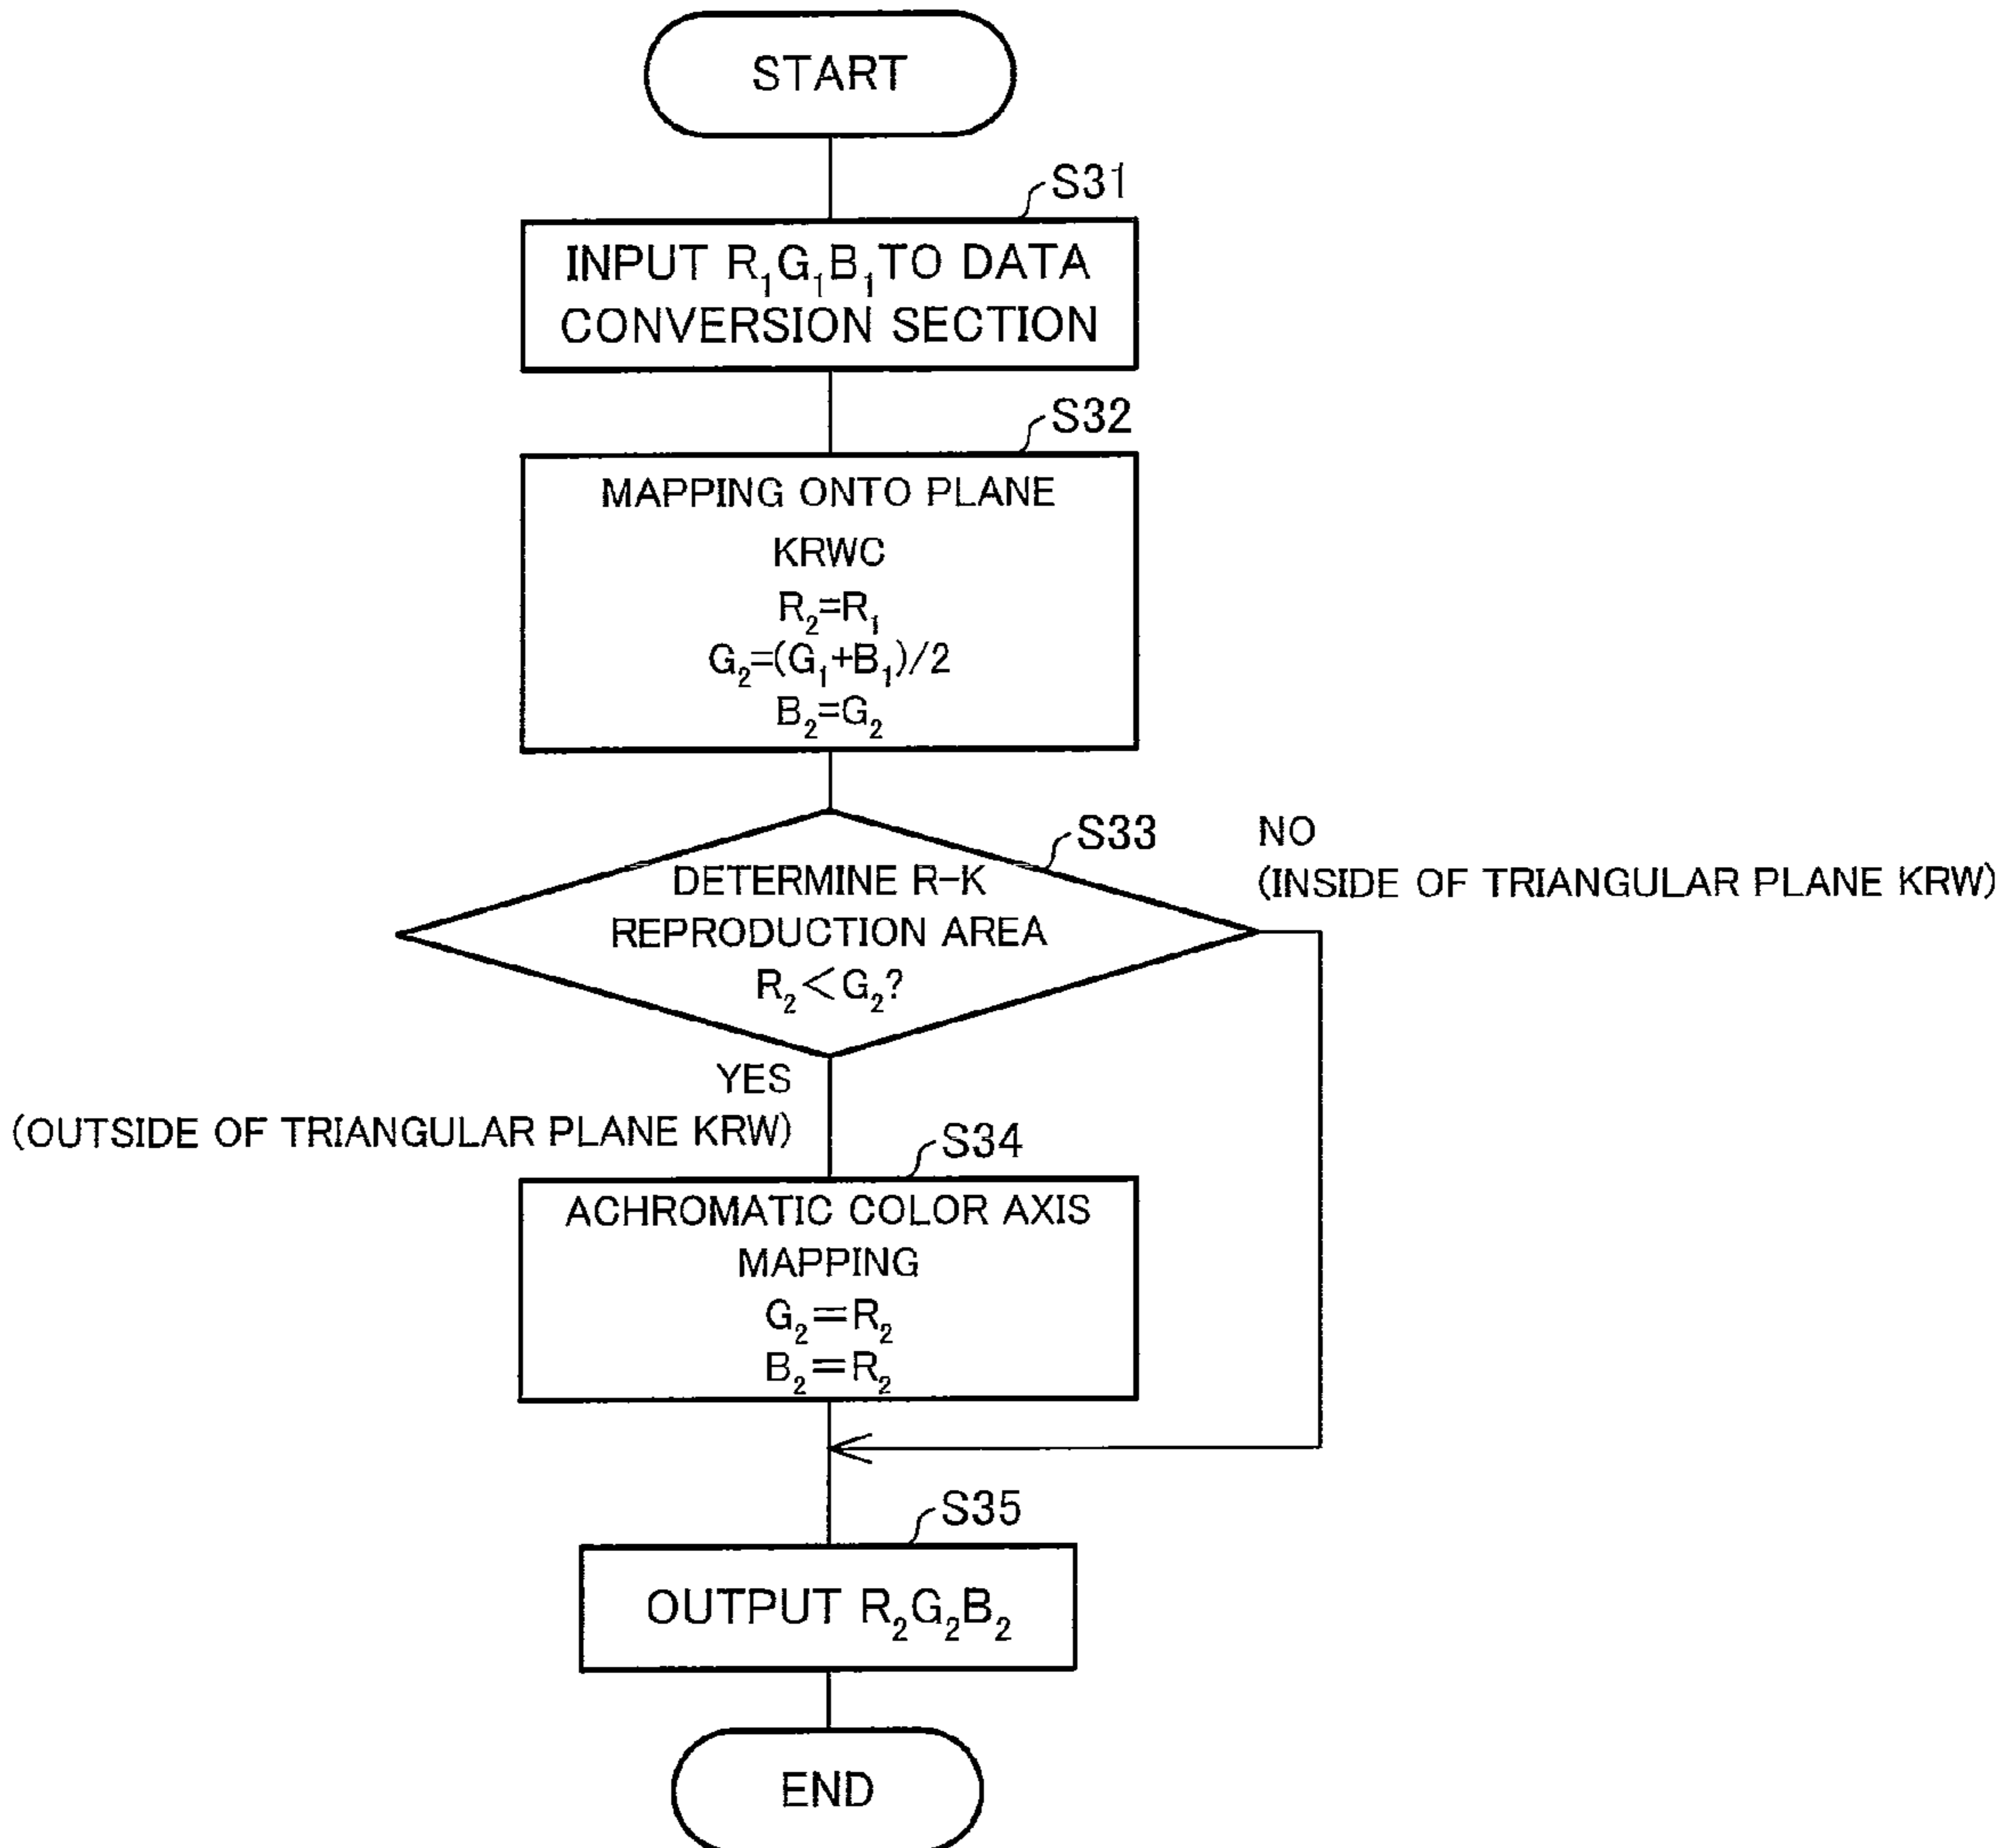 START
S31
INPUT R₁G₁B₁ TO DATA
CONVERSION SECTION
S32
MAPPING ONTO PLANE
KRWC
R₂=R₁
G₂=(G₁+B₁)/2
B₂=G₂
S33
DETERMINE R-K
REPRODUCTION AREA
R₂<G₂?
NO
(INSIDE OF TRIANGULAR PLANE KRW)
YES
(OUTSIDE OF TRIANGULAR PLANE KRW)
S34
ACHROMATIC COLOR AXIS
MAPPING
G₂=R₂
B₂=R₂
S35
OUTPUT R₂G₂B₂
END